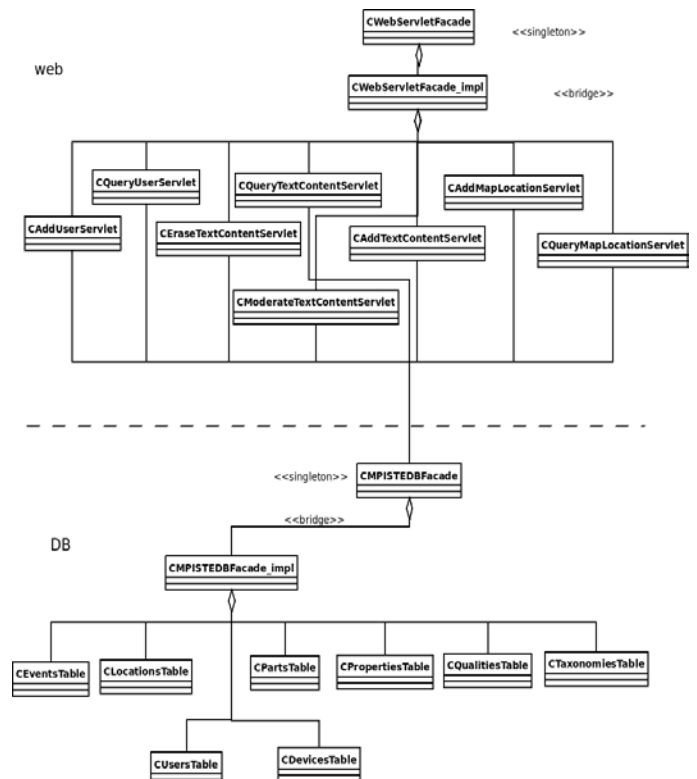 CWebServletFacade
<<singleton>>
web
CWebServletFacade_impl
<<bridge>>
CQueryUserServlet
CQueryTextContentServlet
CAddMapLocationServlet
CAddUserServlet
CEraseTextContentServlet
CAddTextContentServlet
CQueryMapLocationServlet
CModerateTextContentServlet
<<singleton>>
CMPISTEDBFacade
<<bridge>>
DB
CMPISTEDBFacade_impl
CEventsTable
CLocationsTable
CPartsTable
CPropertiesTable
CQualitiesTable
CTaxonomiesTable
CUsersTable
CDevicesTable